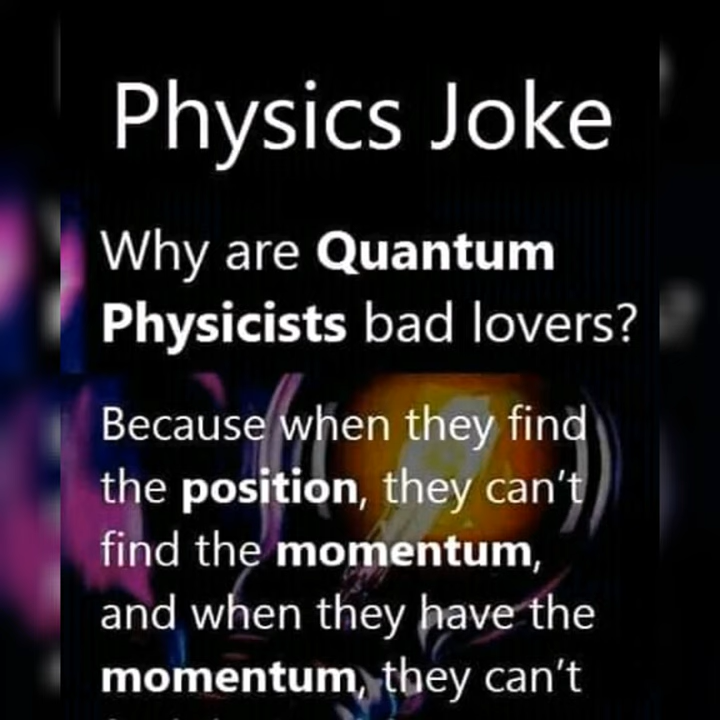 Physics Joke
Why are Quantum
Physicists bad lovers?
Because when they find
the position, they can't
find the momentum,
and when they have the
momentum, they can't